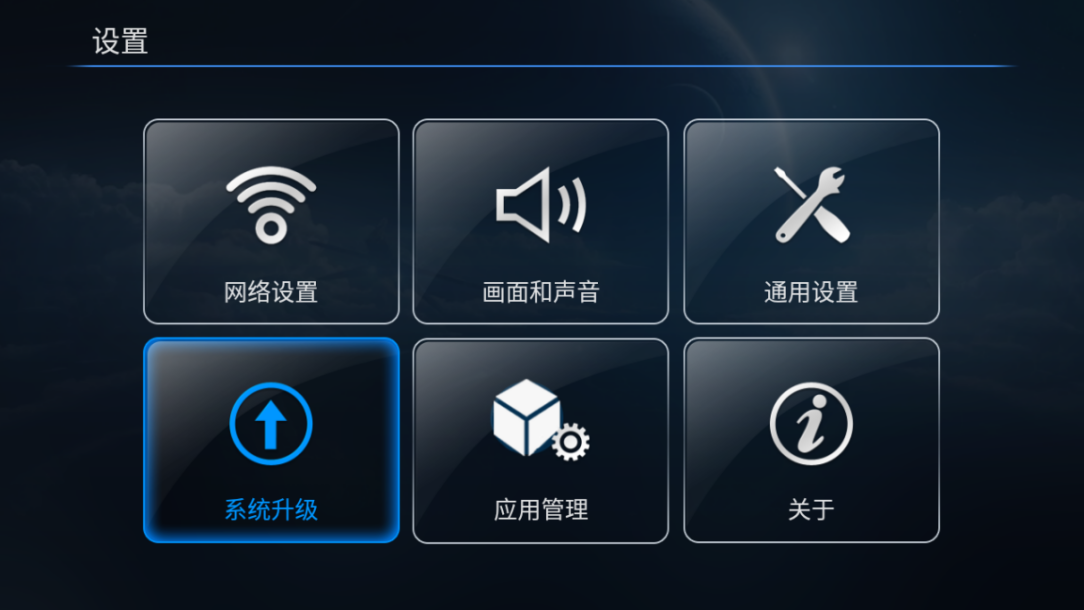 设置
网络设置
画面和声音
通用设置
系统升级
应用管理
关于